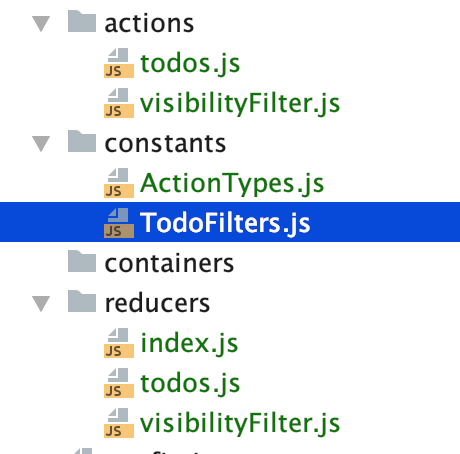 actions
JS todos.js
JS visibilityFilter.js
constants
JS ActionTypes.js
JS TodoFilters.js
containers
reducers
JS index.js
JS todos.js
JS visibilityFilter.js